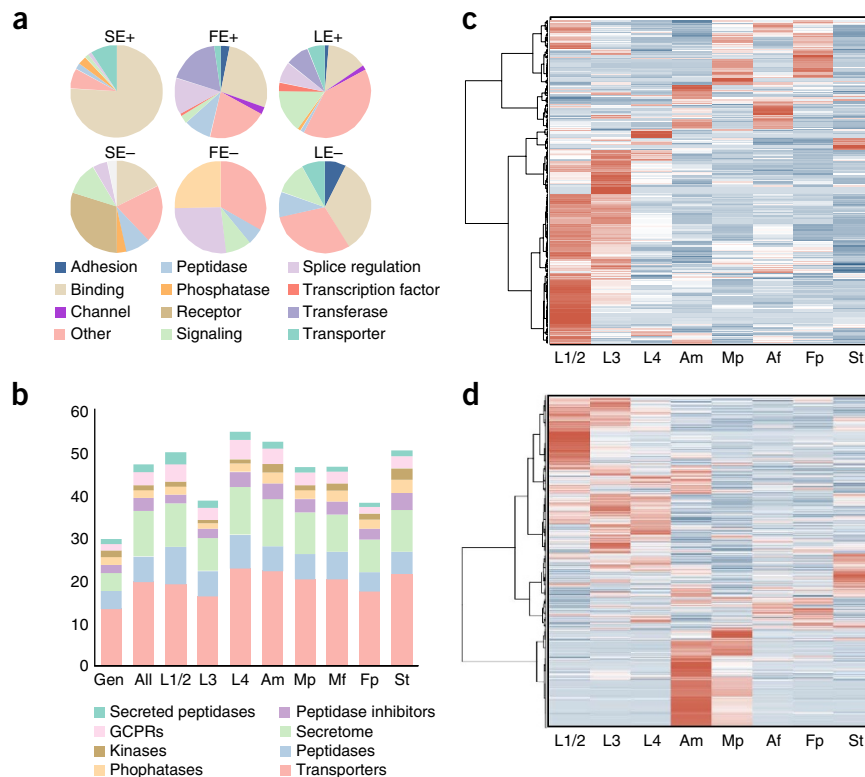 a
SE+ FE+ LE+
SE– FE– LE–
Adhesion Peptidase Splice regulation
Binding Phosphatase Transcription factor
Channel Receptor Transferase
Other Signaling Transporter
b
60
50
40
30
20
10
0
Gen All L1/2 L3 L4 Am Mp Mf Fp St
Secreted peptidases Peptidase inhibitors
GCPRs Secretome
Kinases Peptidases
Phophatases Transporters
c
L1/2 L3 L4 Am Mp Af Fp St
d
L1/2 L3 L4 Am Mp Af Fp St